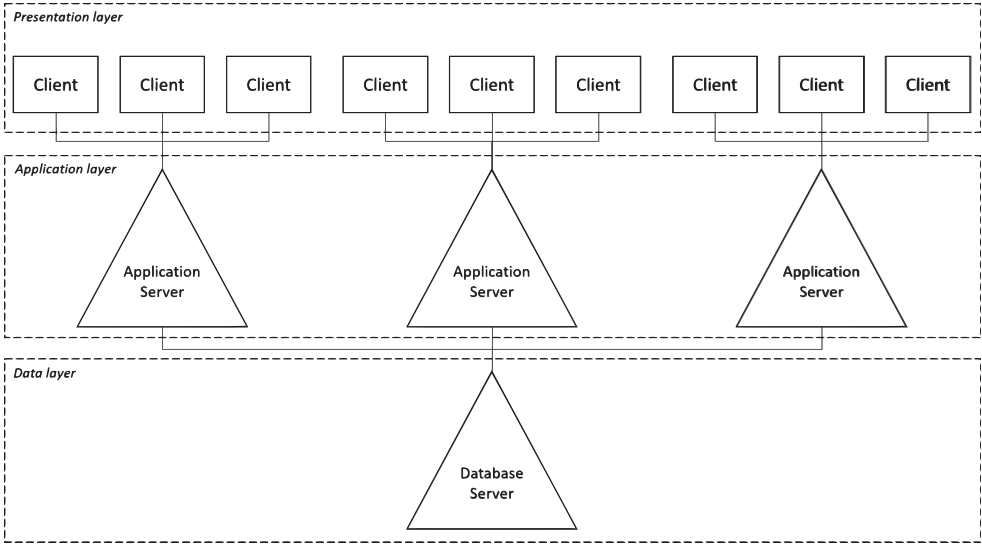 Presentation layer
Client
Client
Client
Client
Client
Client
Client
Client
Client
Application layer
Application
Server
Application
Server
Application
Server
Data layer
Database
Server